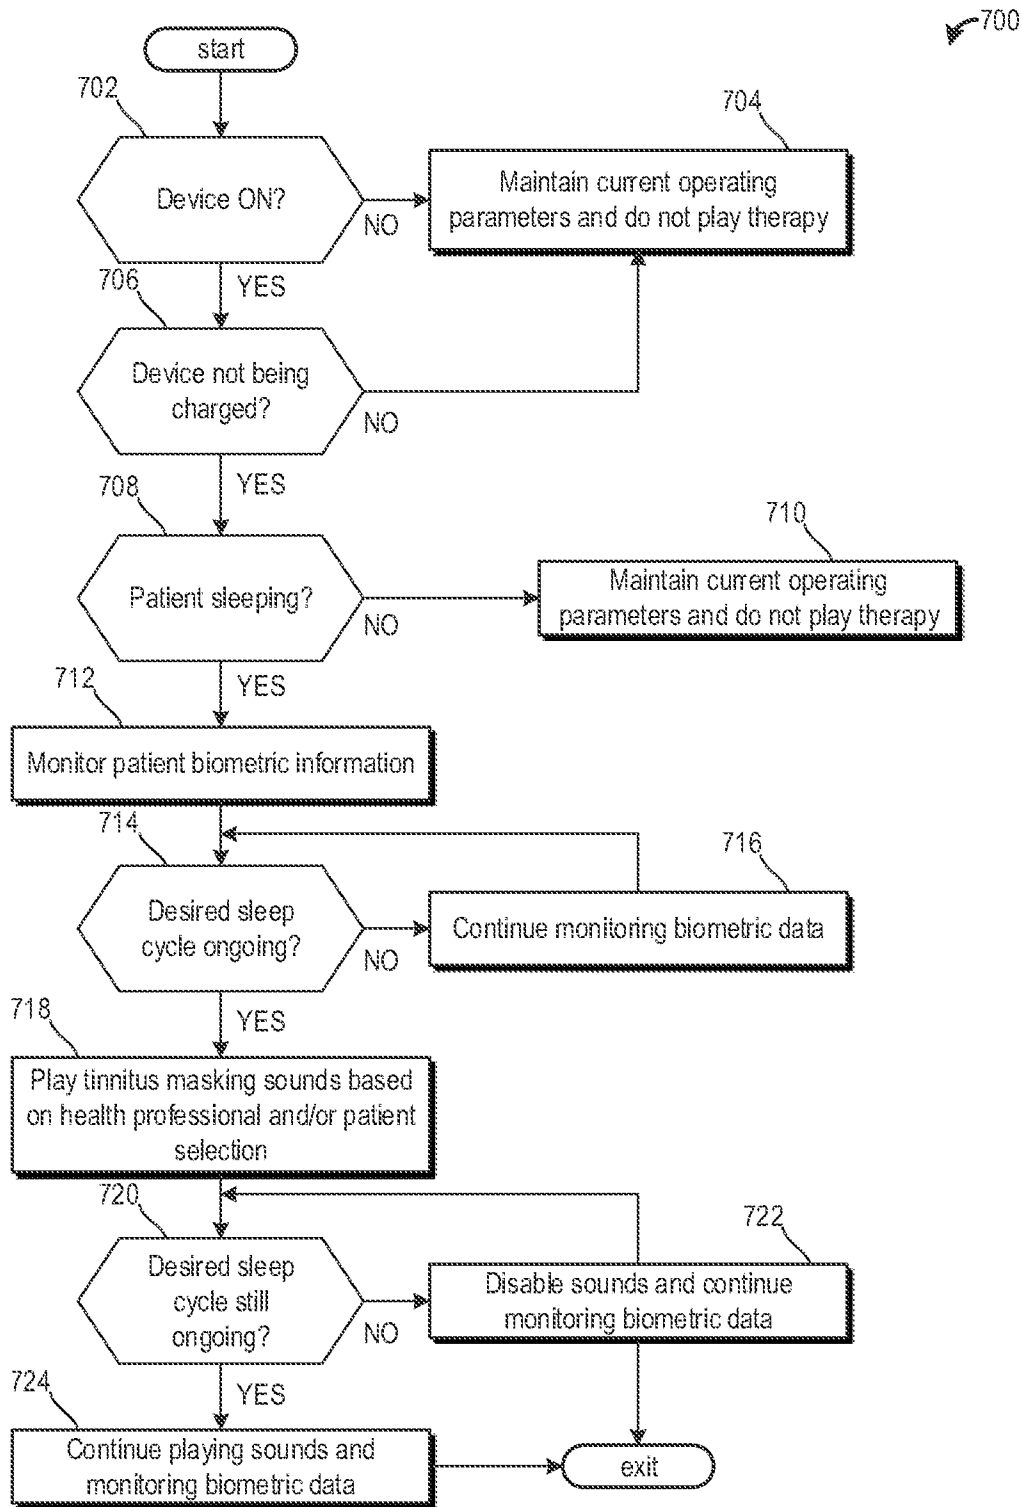 700
start
702
Device ON?
NO
704
Maintain current operating
parameters and do not play therapy
YES
706
Device not being
charged?
NO
YES
708
Patient sleeping?
NO
710
Maintain current operating
parameters and do not play therapy
YES
712
Monitor patient biometric information
714
Desired sleep
cycle ongoing?
NO
716
Continue monitoring biometric data
YES
718
Play tinnitus masking sounds based
on health professional and/or patient
selection
720
Desired sleep
cycle still
ongoing?
NO
722
Disable sounds and continue
monitoring biometric data
YES
724
Continue playing sounds and
monitoring biometric data
exit